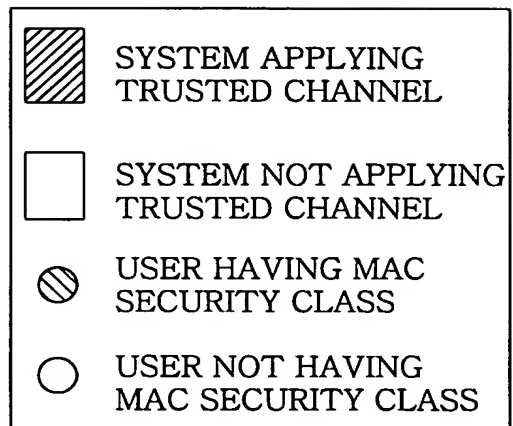 SYSTEM APPLYING
TRUSTED CHANNEL
SYSTEM NOT APPLYING
TRUSTED CHANNEL
USER HAVING MAC
SECURITY CLASS
USER NOT HAVING
MAC SECURITY CLASS